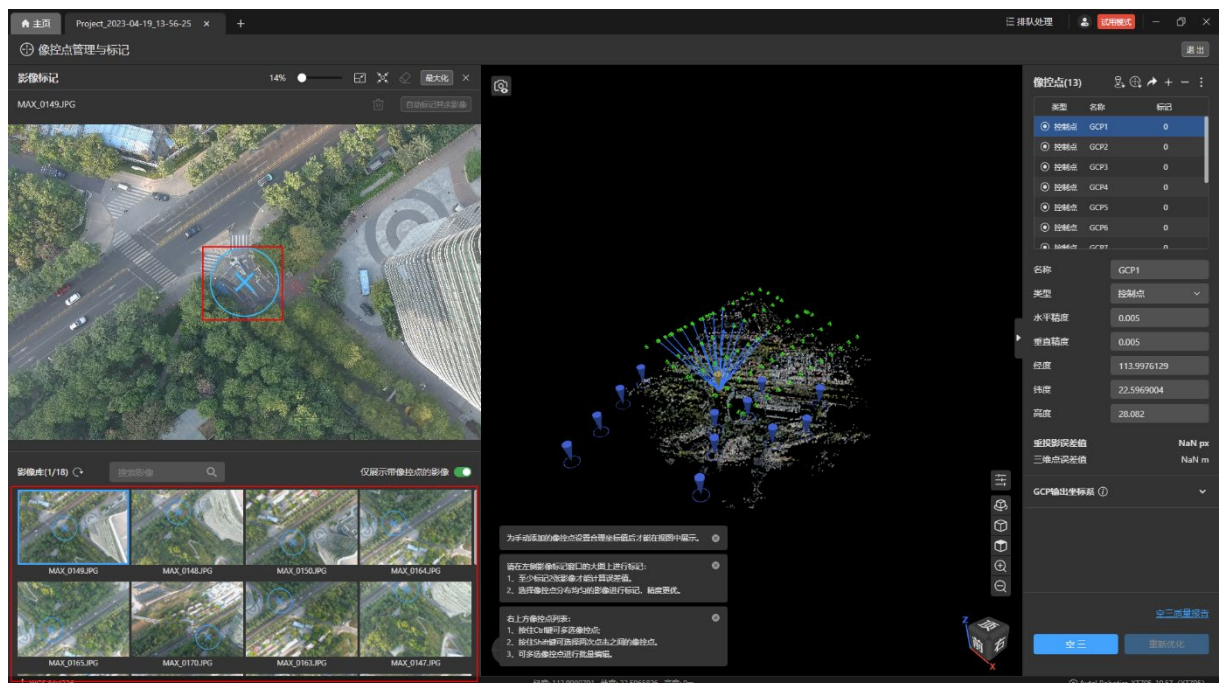 主页
Project_2023-04-19_13-56-25 × +
排队处理
试用模式
像控点管理与标记
退出
影像标记
14%
最大化
MAX_0149.JPG
自动标记其余影像
影像库(1/18)
搜索影像
仅展示带像控点的影像
MAX_0149.JPG
MAX_0148.JPG
MAX_0150.JPG
MAX_0164.JPG
MAX_0165.JPG
MAX_0170.JPG
MAX_0163.JPG
MAX_0147.JPG
为手动添加的像控点设置合理坐标值后才能在视图中展示。
请在左侧影像标记窗口的大图上进行标记:
1、至少标记2张影像才能计算误差值。
2、选择像控点分布均匀的影像进行标记，精度更优。
右上方像控点列表:
1、按住Ctrl键可多选像控点;
2、按住Shift键可选择两次点击之间的像控点。
3、可多选像控点进行批量编辑。
Z
前
右
X
像控点(13)
类型 名称 标记
控制点 GCP1 0
控制点 GCP2 0
控制点 GCP3 0
控制点 GCP4 0
控制点 GCP5 0
控制点 GCP6 0
控制点 GCP7 0
名称 GCP1
类型 控制点
水平精度 0.005
垂直精度 0.005
经度 113.9976129
纬度 22.5969004
高度 28.082
重投影误差值 NaN px
三维点误差值 NaN m
GCP输出坐标系
空三质量报告
空三
重新优化